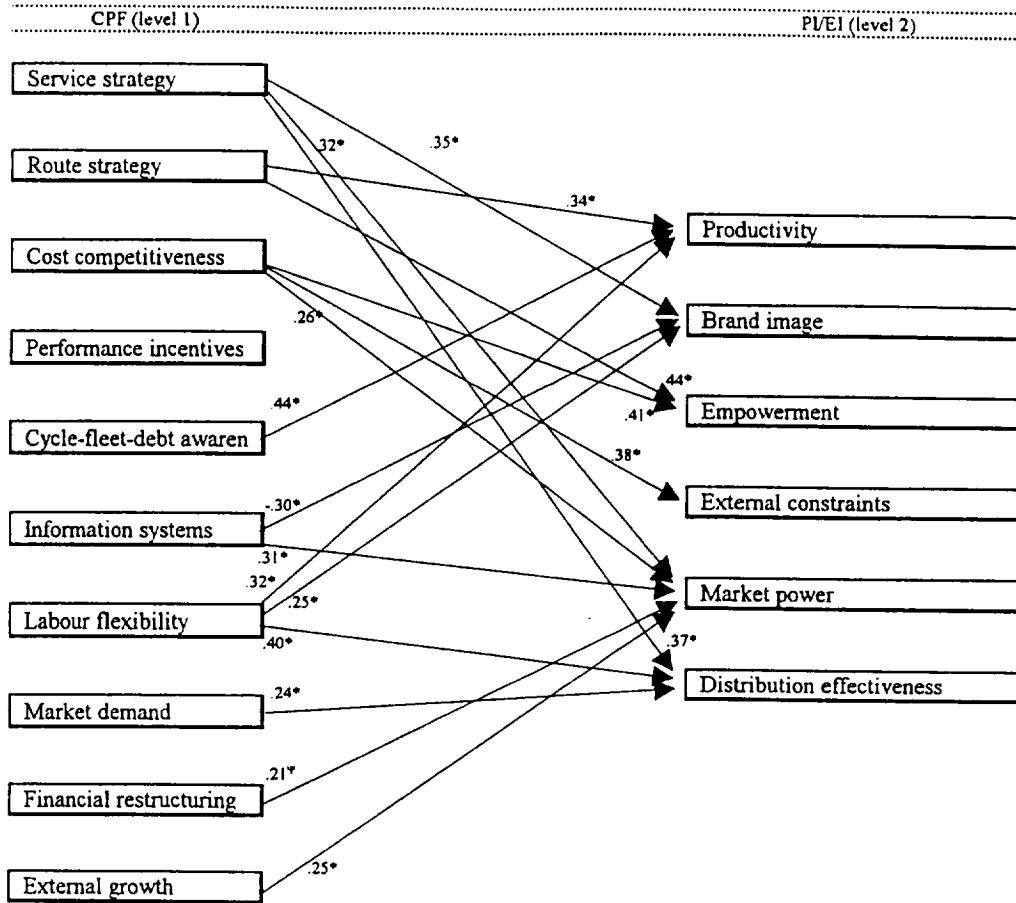 CPF (level 1) PI/EI (level 2)
Service strategy
.32* .35*
Route strategy
.34*
Productivity
Cost competitiveness
.26*
Brand image
Performance incentives
.44* .44*
.41* Empowerment
Cycle-fleet-debt awaren
.38*
-.30* External constraints
Information systems
.31*
.32* Market power
.25*
Labour flexibility
.40* .37*
Distribution effectiveness
.24*
Market demand
.21*
Financial restructuring
.25*
External growth